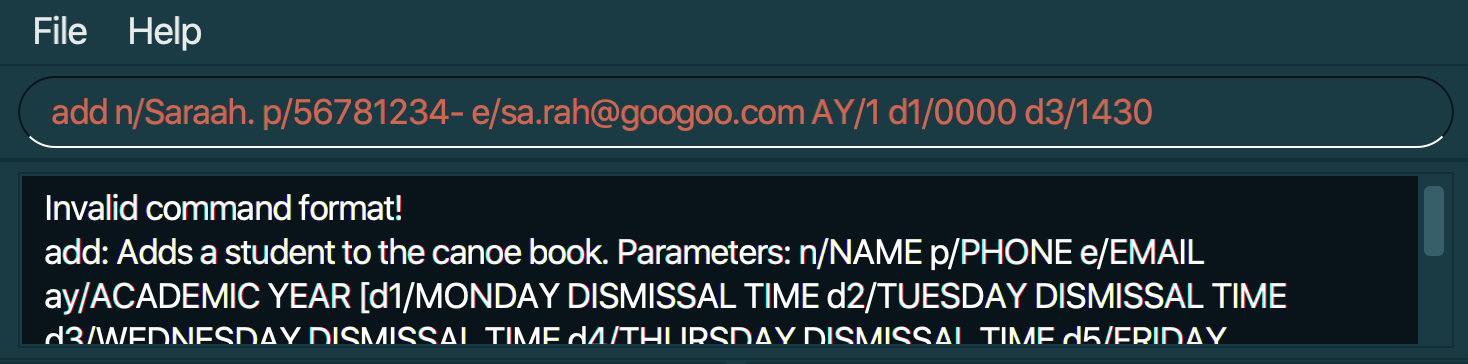 File Help
add n/Saraah. p/56781234- e/sa.rah@googoo.com AY/1 d1/0000 d3/1430
Invalid command format!
add: Adds a student to the canoe book. Parameters: n/NAME p/PHONE e/EMAIL
ay/ACADEMIC YEAR [d1/MONDAY DISMISSAL TIME d2/TUESDAY DISMISSAL TIME
d3/WEDNESDAY DISMISSAL TIME d4/THURSDAY DISMISSAL TIME d5/FRIDAY